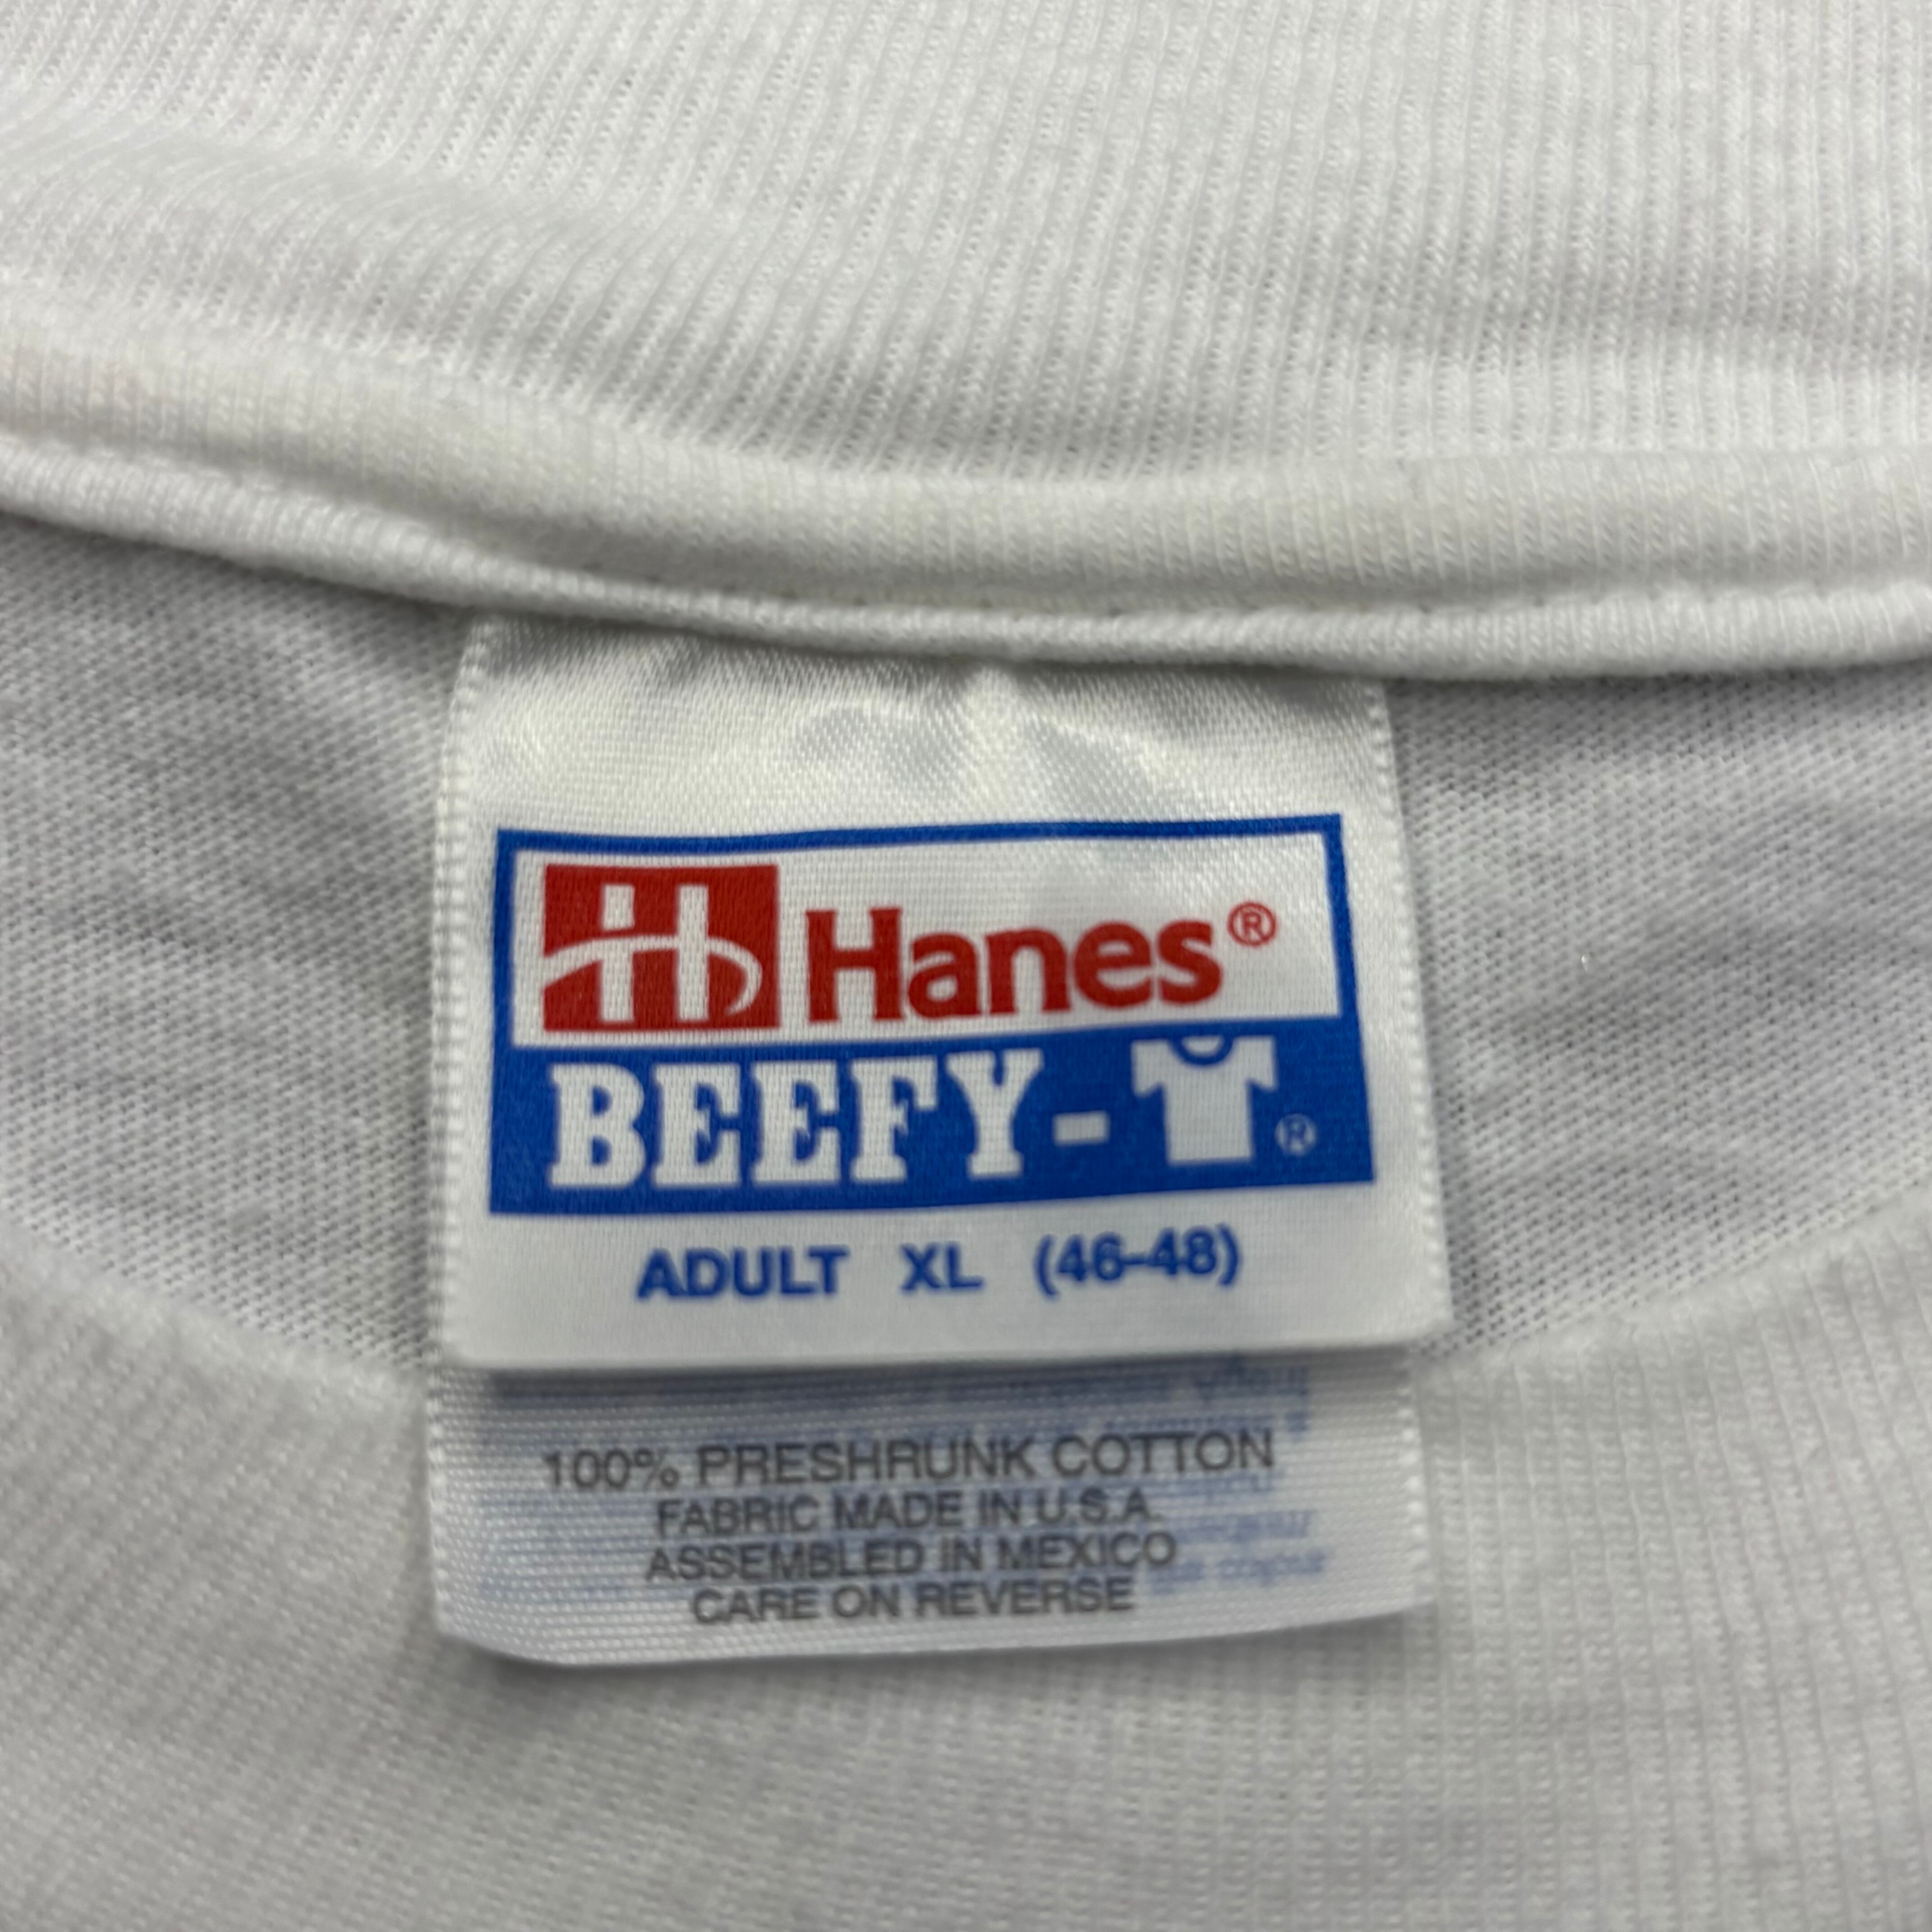 H Hanes®
BEEFY-T®
ADULT XL (46-48)
100% PRESHRUNK COTTON
FABRIC MADE IN U.S.A.
ASSEMBLED IN MEXICO
CARE ON REVERSE